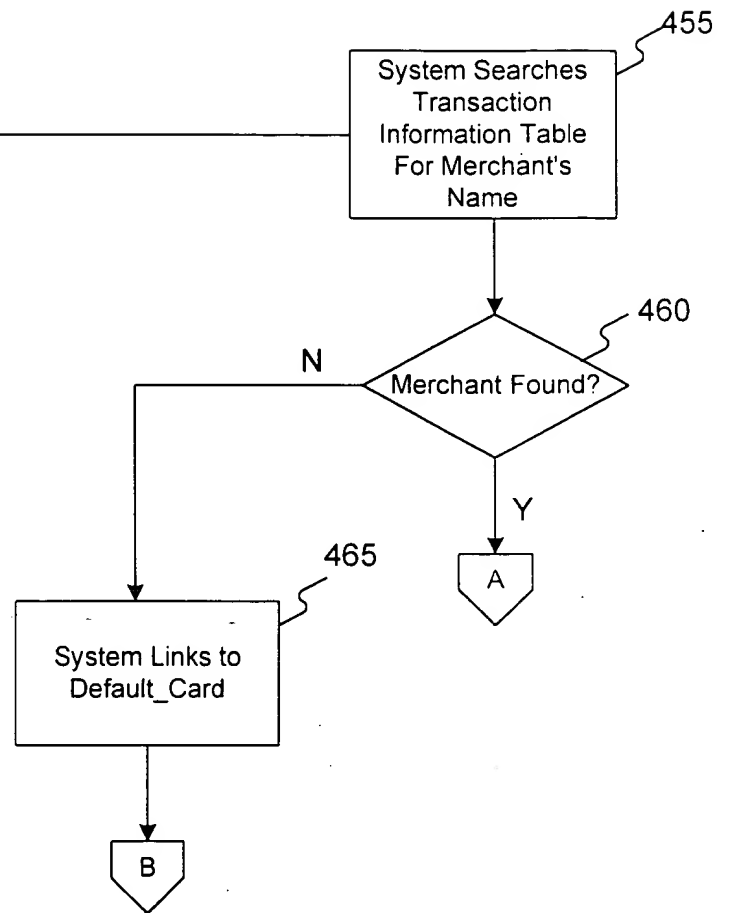 455
System Searches
Transaction
Information Table
For Merchant's
Name
460
N
Merchant Found?
Y
A
465
System Links to
Default_Card
B